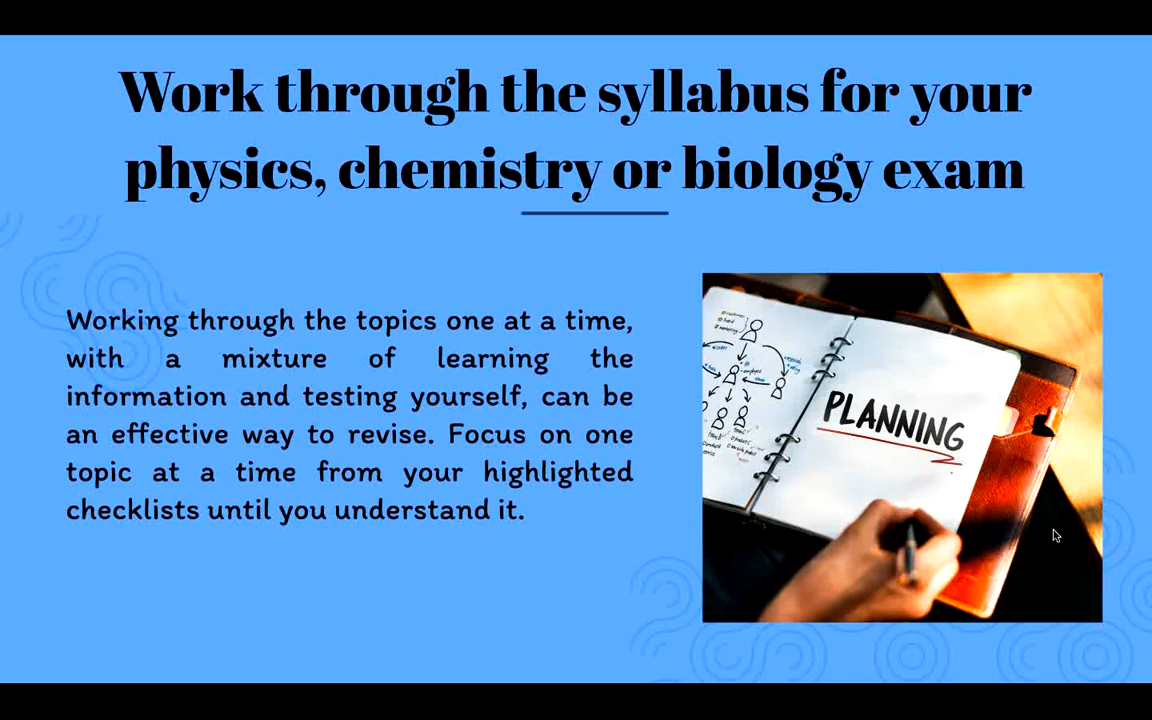 Work through the syllabus for your
physics, chemistry or biology exam
Working through the topics one at a time,
with a mixture of learning the
information and testing yourself, can be
an effective way to revise. Focus on one
topic at a time from your highlighted
checklists until you understand it.
PLANNING